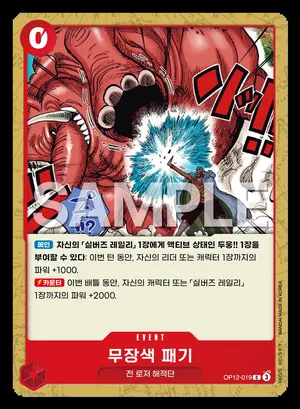 0
SAMPLE
메인 자신의 「실버즈 레일리」 1장에게 액티브 상태인 두웅!! 1장을
부여할 수 있다: 이번 턴 동안, 자신의 리더 또는 캐릭터 1장까지의
파워 +1000.
카운터 이번 배틀 동안, 자신의 캐릭터 또는 「실버즈 레일리」
1장까지의 파워 +2000.
EVENT
무장색 패기
전 로저 해적단
OP12-019
3